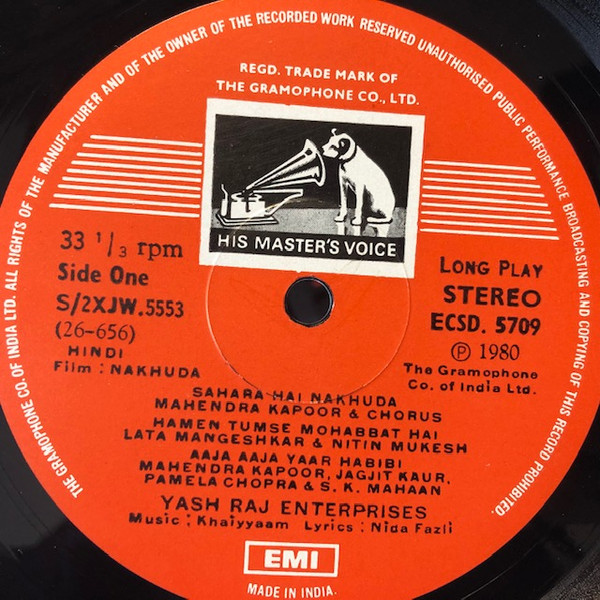 THE GRAMOPHONE CO. OF INDIA LTD. ALL RIGHTS OF THE MANUFACTURER AND OF THE OWNER OF THE RECORDED WORK RESERVED UNAUTHORISED PUBLIC PERFORMANCE BROADCASTING AND COPYING OF THIS RECORD PROHIBITED.
REGD. TRADE MARK OF
THE GRAMOPHONE CO., LTD.
HIS MASTER'S VOICE
33 1/3 rpm
Side One
S/2XJW.5553
(26-656)
HINDI
Film : NAKHUDA
LONG PLAY
STEREO
ECSD. 5709
℗ 1980
The Gramophone
Co. of India Ltd.
SAHARA HAI NAKHUDA
MAHENDRA KAPOOR & CHORUS
HAMEN TUMSE MOHABBAT HAI
LATA MANGESHKAR & NITIN MUKESH
AAJA AAJA YAAR HABIBI
MAHENDRA KAPOOR, JAGJIT KAUR,
PAMELA CHOPRA & S. K. MAHAAN
YASH RAJ ENTERPRISES
Music : Khaiyyaam Lyrics : Nida Fazli
EMI
MADE IN INDIA.